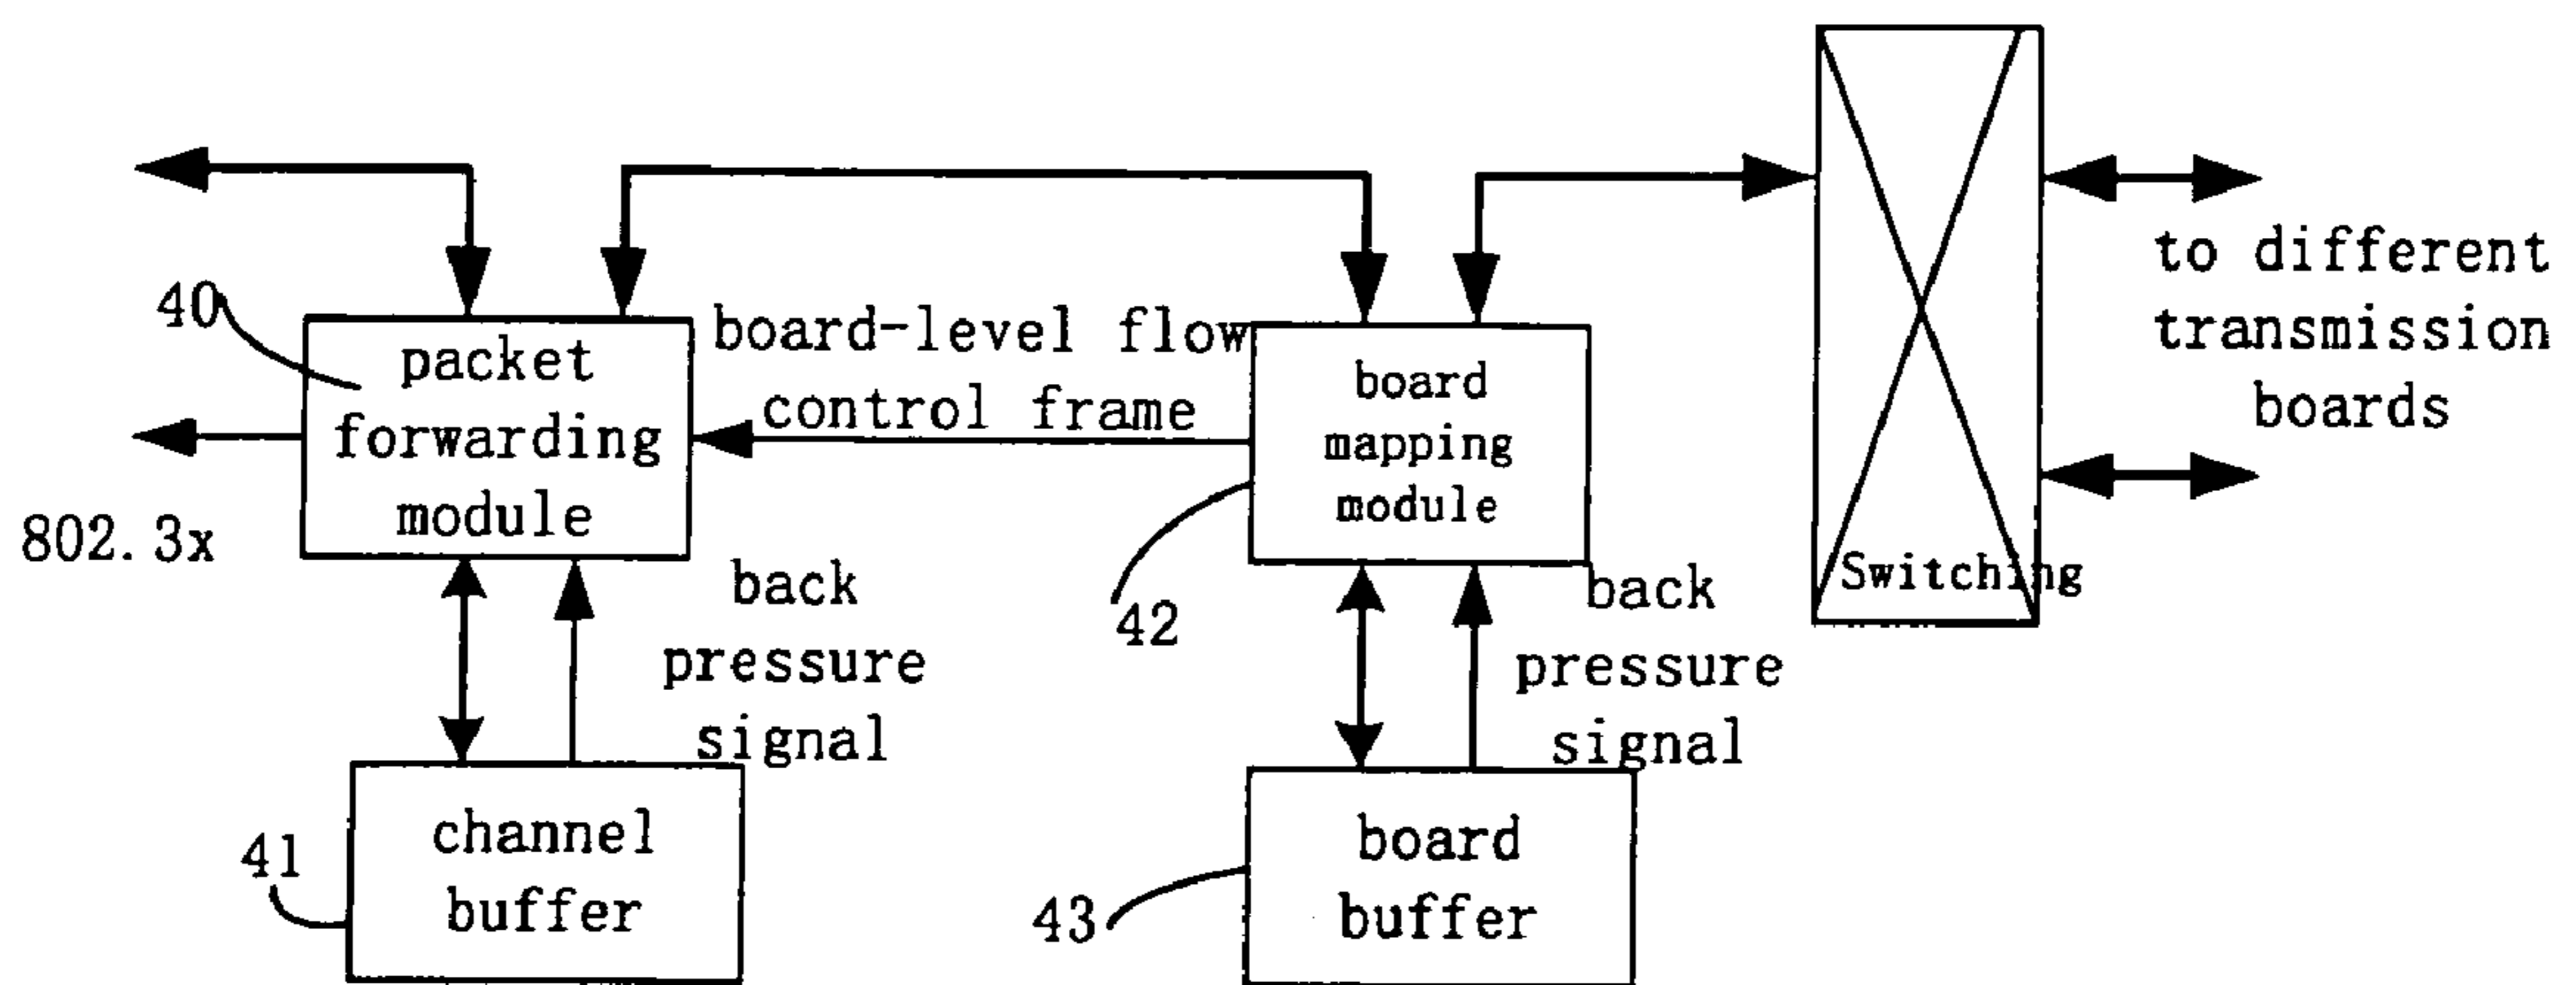 40
packet
forwarding
module
802.3x
board-level flow
control frame
board
mapping
module
42
Switching
to different
transmission
boards
back
pressure
signal
back
pressure
signal
41
channel
buffer
43
board
buffer